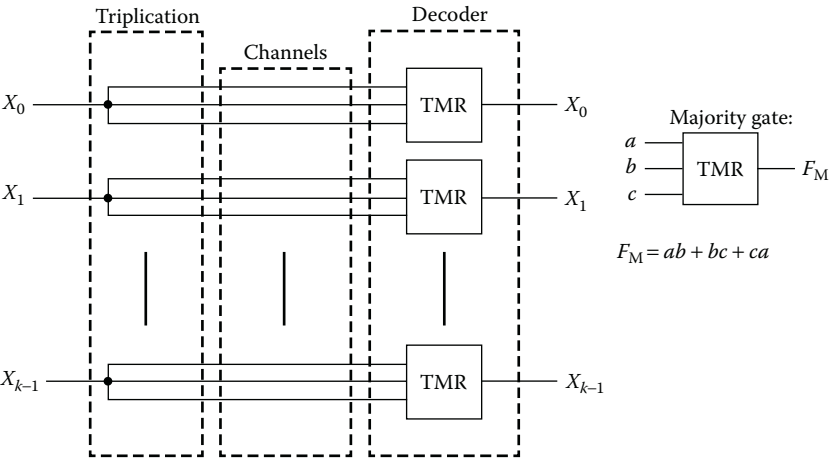 Triplication
Channels
Decoder
X0
TMR
X0
X1
TMR
X1
Xk–1
TMR
Xk–1
Majority gate:
a
b
c
TMR
FM
FM = ab + bc + ca